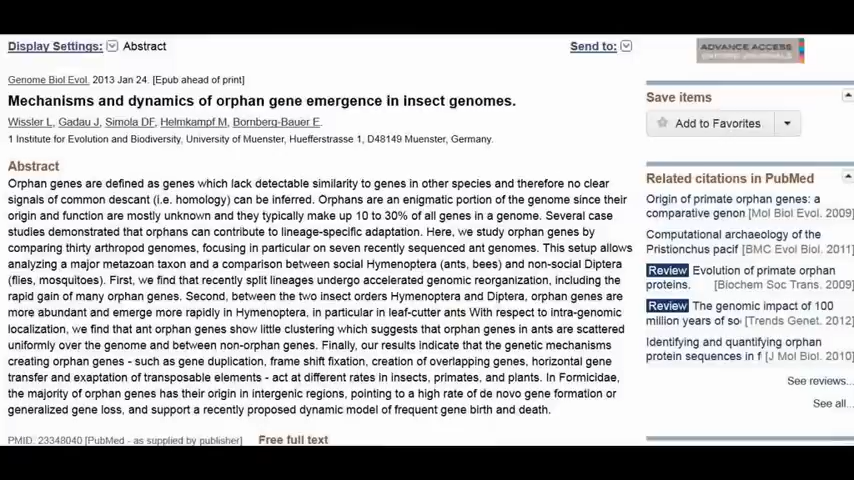 Display Settings: Abstract
Send to:
ADVANCE ACCESS
Genome Biol Evol. 2013 Jan 24. [Epub ahead of print]
Mechanisms and dynamics of orphan gene emergence in insect genomes.
Wissler L, Gadau J, Simola DF, Helmkampf M, Bornberg-Bauer E.
1 Institute for Evolution and Biodiversity, University of Muenster, Huefferstrasse 1, D48149 Muenster, Germany.
Abstract
Orphan genes are defined as genes which lack detectable similarity to genes in other species and therefore no clear
signals of common descent (i.e. homology) can be inferred. Orphans are an enigmatic portion of the genome since their
origin and function are mostly unknown and they typically make up 10 to 30% of all genes in a genome. Several case
studies demonstrated that orphans can contribute to lineage-specific adaptation. Here, we study orphan genes by
comparing thirty arthropod genomes, focusing in particular on seven recently sequenced ant genomes. This setup allows
analyzing a major metazoan taxon and a comparison between social Hymenoptera (ants, bees) and non-social Diptera
(flies, mosquitoes). First, we find that recently split lineages undergo accelerated genomic reorganization, including the
rapid gain of many orphan genes. Second, between the two insect orders Hymenoptera and Diptera, orphan genes are
more abundant and emerge more rapidly in Hymenoptera, in particular in leaf-cutter ants With respect to intra-genomic
localization, we find that ant orphan genes show little clustering which suggests that orphan genes in ants are scattered
uniformly over the genome and between non-orphan genes. Finally, our results indicate that the genetic mechanisms
creating orphan genes - such as gene duplication, frame shift fixation, creation of overlapping genes, horizontal gene
transfer and exaptation of transposable elements - act at different rates in insects, primates, and plants. In Formicidae,
the majority of orphan genes has their origin in intergenic regions, pointing to a high rate of de novo gene formation or
generalized gene loss, and support a recently proposed dynamic model of frequent gene birth and death.
PMID: 23348040 [PubMed - as supplied by publisher] Free full text
Save items
Add to Favorites
Related citations in PubMed
Origin of primate orphan genes: a
comparative genon [Mol Biol Evol. 2009]
Computational archaeology of the
Pristionchus pacif [BMC Evol Biol. 2011]
Review Evolution of primate orphan
proteins. [Biochem Soc Trans. 2009]
Review The genomic impact of 100
million years of so [Trends Genet. 2012]
Identifying and quantifying orphan
protein sequences in f [J Mol Biol. 2010]
See reviews...
See all...